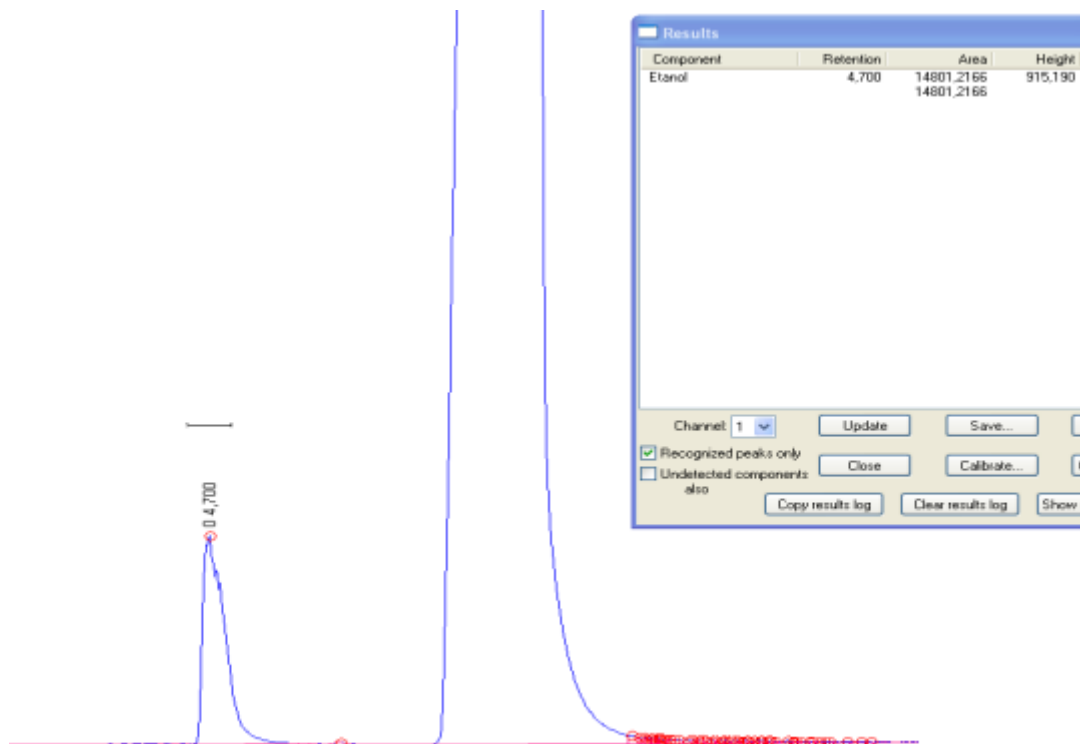 Results
Component Retention Area Height
Etanol 4,700 14801,2166 915,190
14801,2166
Channel: 1 Update Save...
Recognized peaks only
Undetected components also
Close Calibrate...
Copy results log Clear results log Show
0 4,700